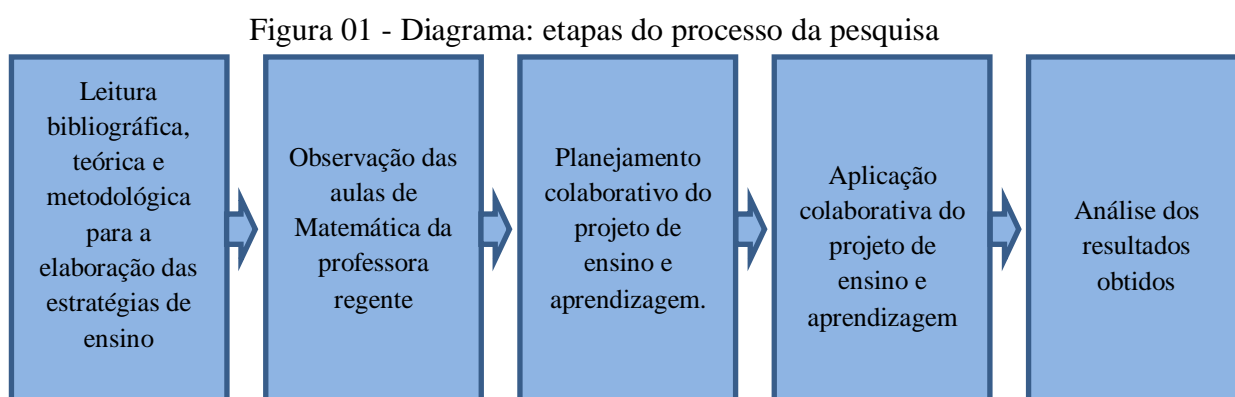 Figura 01 - Diagrama: etapas do processo da pesquisa
Leitura
bibliográfica,
teórica e
metodológica
para a
elaboração das
estratégias de
ensino
Observação das
aulas de
Matemática da
professora
regente
Planejamento
colaborativo do
projeto de
ensino e
aprendizagem.
Aplicação
colaborativa do
projeto de
ensino e
aprendizagem
Análise dos
resultados
obtidos